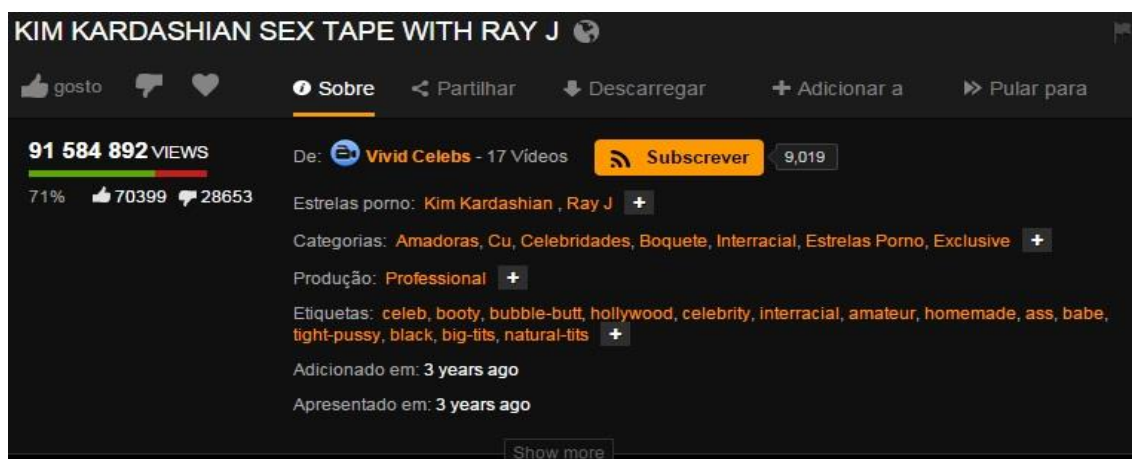 KIM KARDASHIAN SEX TAPE WITH RAY J
gosto
Sobre
Partilhar
Descarregar
Adicionar a
Pular para
91 584 892 VIEWS
71% 70399 28653
De: Vivid Celebs - 17 Vídeos Subscrever 9,019
Estrelas porno: Kim Kardashian , Ray J +
Categorias: Amadoras, Cu, Celebridades, Boquete, Interracial, Estrelas Porno, Exclusive +
Produção: Professional +
Etiquetas: celeb, booty, bubble-butt, hollywood, celebrity, interracial, amateur, homemade, ass, babe,
tight-pussy, black, big-tits, natural-tits +
Adicionado em: 3 years ago
Apresentado em: 3 years ago
Show more